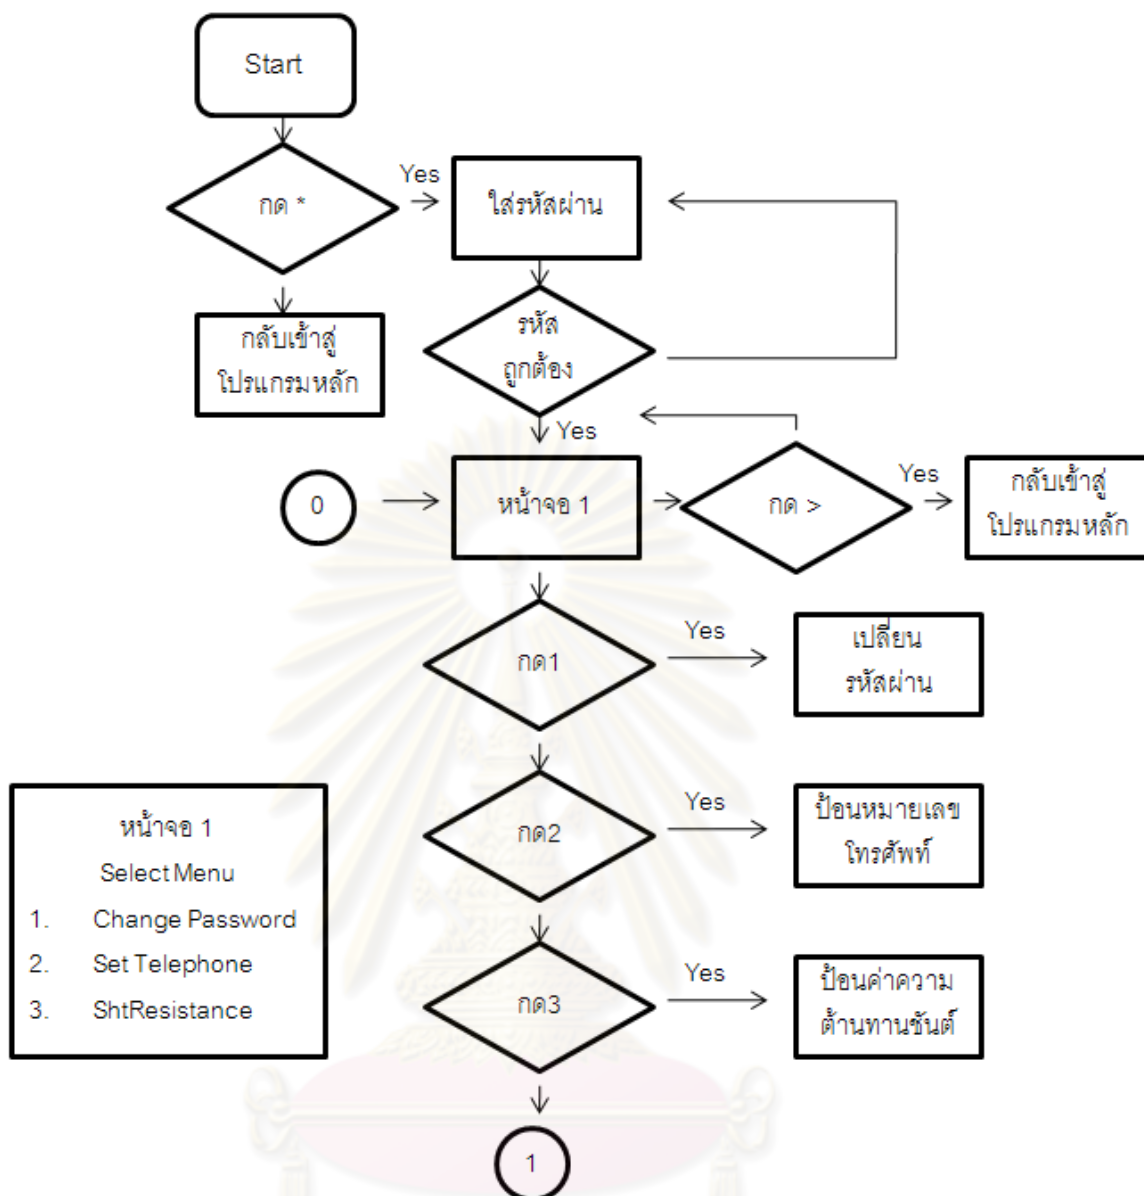 Start
กด *
Yes
ใส่รหัสผ่าน
กลับเข้าสู่
โปรแกรมหลัก
รหัส
ถูกต้อง
Yes
0
หน้าจอ 1
กด >
Yes
กลับเข้าสู่
โปรแกรมหลัก
กด1
Yes
เปลี่ยน
รหัสผ่าน
กด2
Yes
ป้อนหมายเลข
โทรศัพท์
หน้าจอ 1
Select Menu
1. Change Password
2. Set Telephone
3. ShtResistance
กด3
Yes
ป้อนค่าความ
ต้านทานชันต์
1